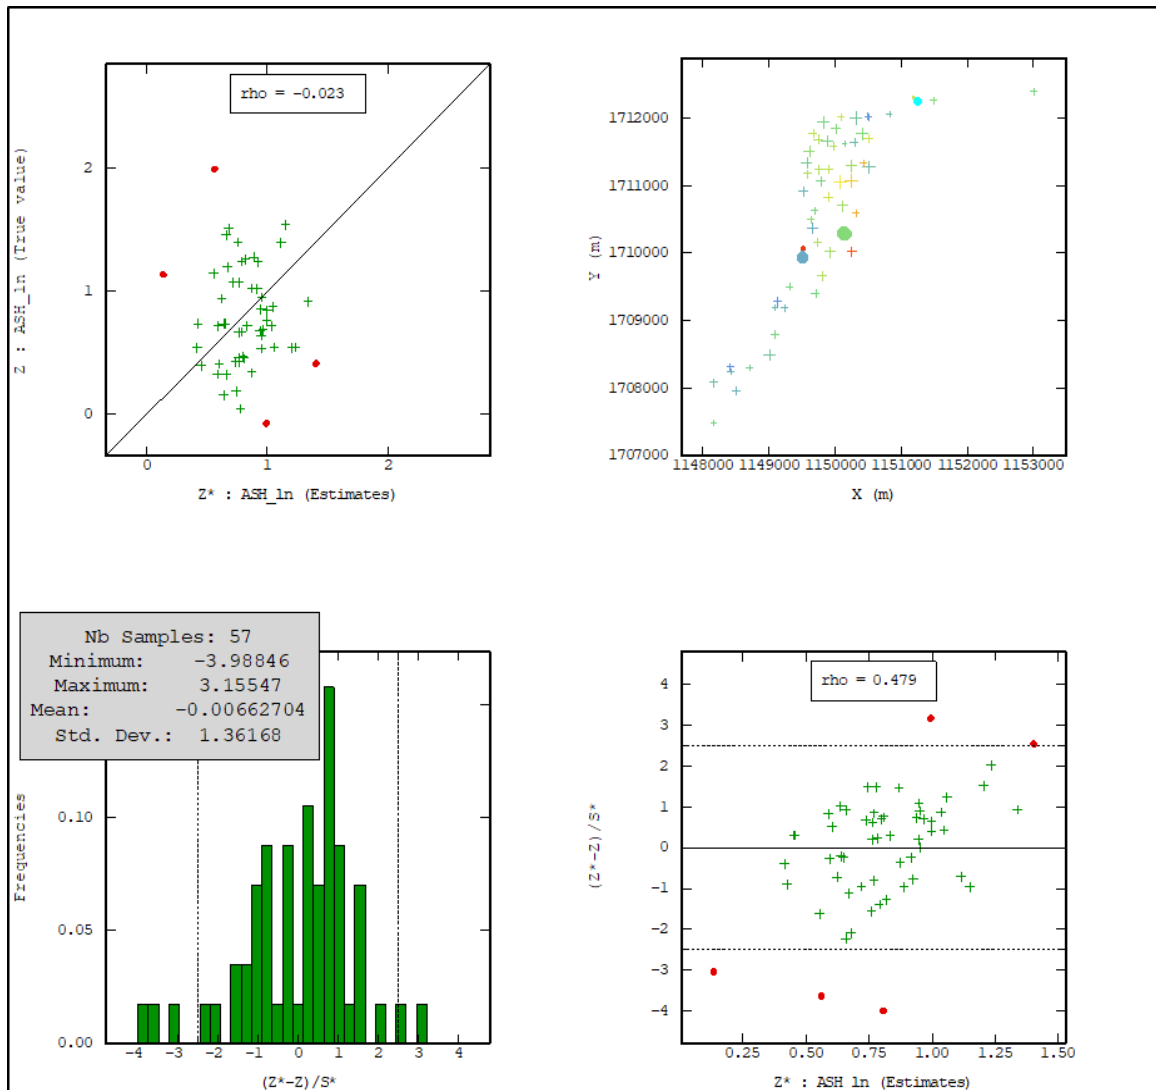 rho = -0.023
2
1
0
Z : ASH_ln (True value)
0 1 2
Z* : ASH_ln (Estimates)
1712000
1711000
1710000
1709000
1708000
1707000
Y (m)
1148000 1149000 1150000 1151000 1152000 1153000
X (m)
Nb Samples: 57
Minimum: -3.98846
Maximum: 3.15547
Mean: -0.00662704
Std. Dev.: 1.36168
0.10
0.05
0.00
Frequencies
-4 -3 -2 -1 0 1 2 3 4
(Z*-Z)/S*
rho = 0.479
4
3
2
1
0
-1
-2
-3
-4
(Z*-Z)/S*
0.25 0.50 0.75 1.00 1.25 1.50
Z* : ASH ln (Estimates)